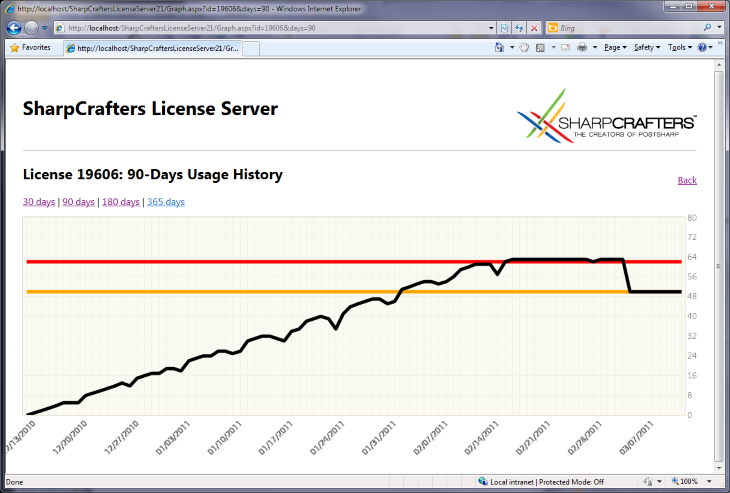 http://localhost/SharpCraftersLicenseServer21/Graph.aspx?id=19606&days=90 - Windows Internet Explorer
http://localhost/SharpCraftersLicenseServer21/Graph.aspx?id=19606&days=90
Bing
Favorites
http://localhost/SharpCraftersLicenseServer21/Gr...
Page
Safety
Tools
SharpCrafters License Server
SHARPCRAFTERS™
THE CREATORS OF POSTSHARP
License 19606: 90-Days Usage History
Back
30 days | 90 days | 180 days | 365 days
80
72
64
56
48
40
32
24
16
8
0
/13/2010
12/20/2010
12/27/2010
01/03/2011
01/10/2011
01/17/2011
01/24/2011
01/31/2011
02/07/2011
02/14/2011
02/21/2011
02/28/2011
03/07/2011
Done
Local intranet | Protected Mode: Off
100%